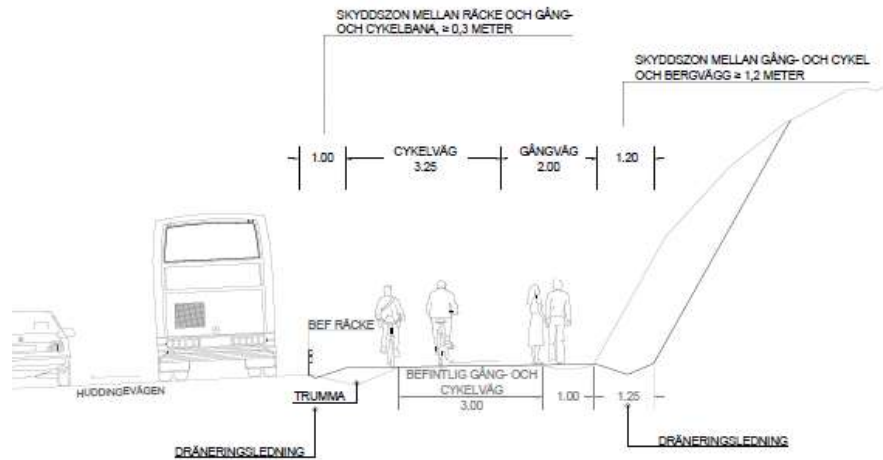 SKYDDSZON MELLAN RÄCKE OCH GÅNG-
OCH CYKELBANA, ≥ 0,3 METER
SKYDDSZON MELLAN GÅNG- OCH CYKEL
OCH BERGVÄGG ≥ 1,2 METER
1.00
CYKELVÄG
3.25
GÅNGVÄG
2.00
1.20
BEF RÄCKE
HUDDINGEVÄGEN
TRUMMA
BEFINTLIG GÅNG- OCH
CYKELVÄG
3.00
1.00
1.25
DRÄNERINGSLEDNING
DRÄNERINGSLEDNING